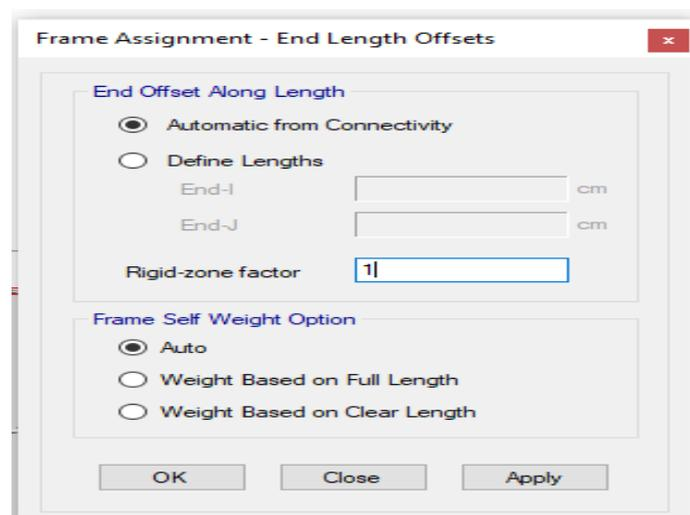 Frame Assignment - End Length Offsets
End Offset Along Length
Automatic from Connectivity
Define Lengths
End-I cm
End-J cm
Rigid-zone factor 1
Frame Self Weight Option
Auto
Weight Based on Full Length
Weight Based on Clear Length
OK Close Apply